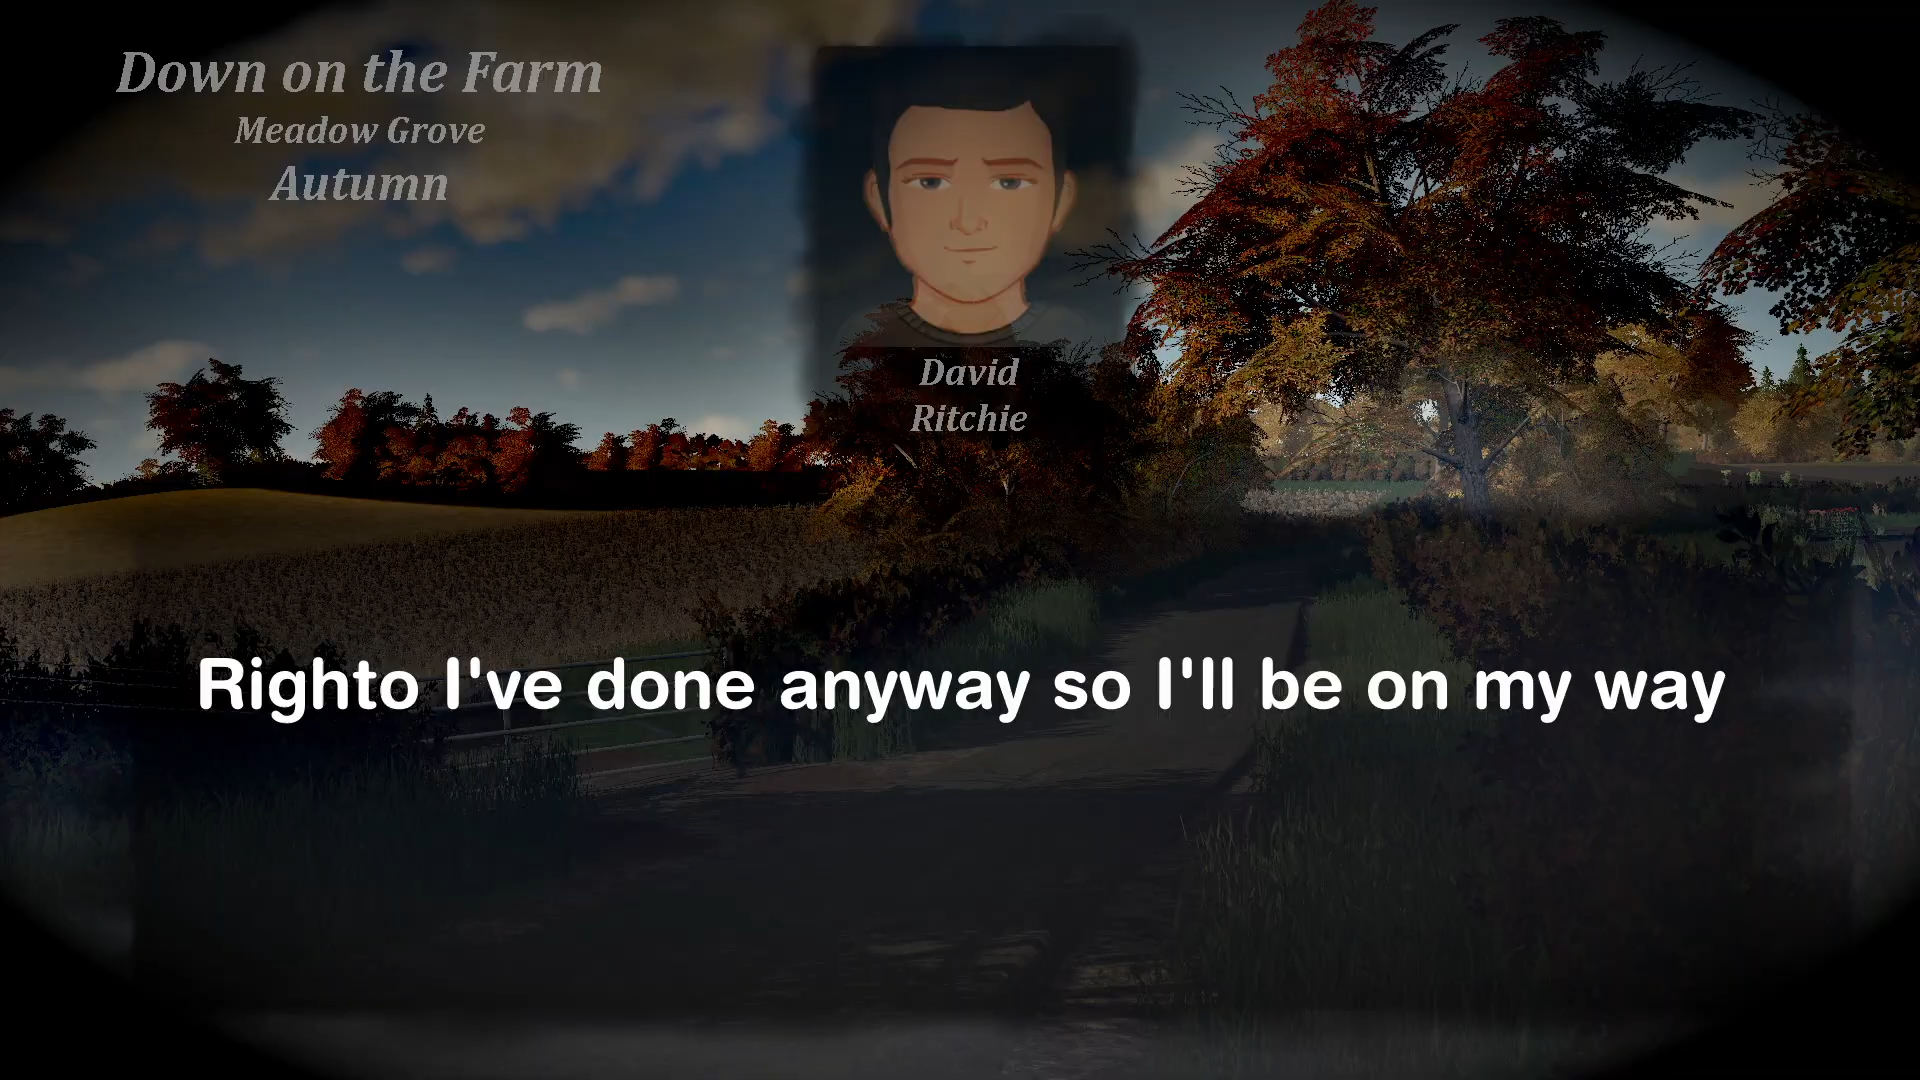 Down on the Farm
Meadow Grove
Autumn
David
Ritchie
Righto I've done anyway so I'll be on my way